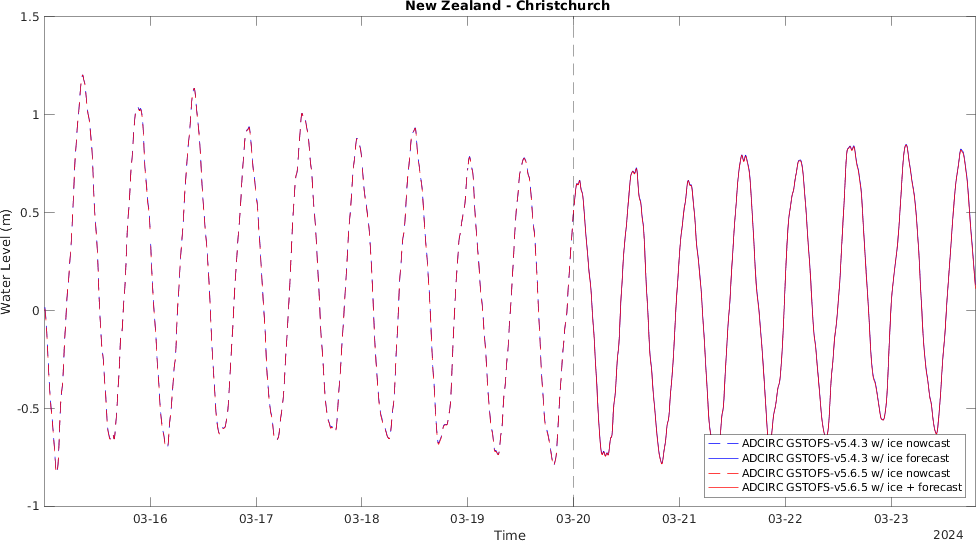 New Zealand - Christchurch
1.5
1
0.5
0
-0.5
-1
Water Level (m)
03-16 03-17 03-18 03-19 03-20 03-21 03-22 03-23
Time
2024
ADCIRC GSTOFS-v5.4.3 w/ ice nowcast
ADCIRC GSTOFS-v5.4.3 w/ ice forecast
ADCIRC GSTOFS-v5.6.5 w/ ice nowcast
ADCIRC GSTOFS-v5.6.5 w/ ice + forecast